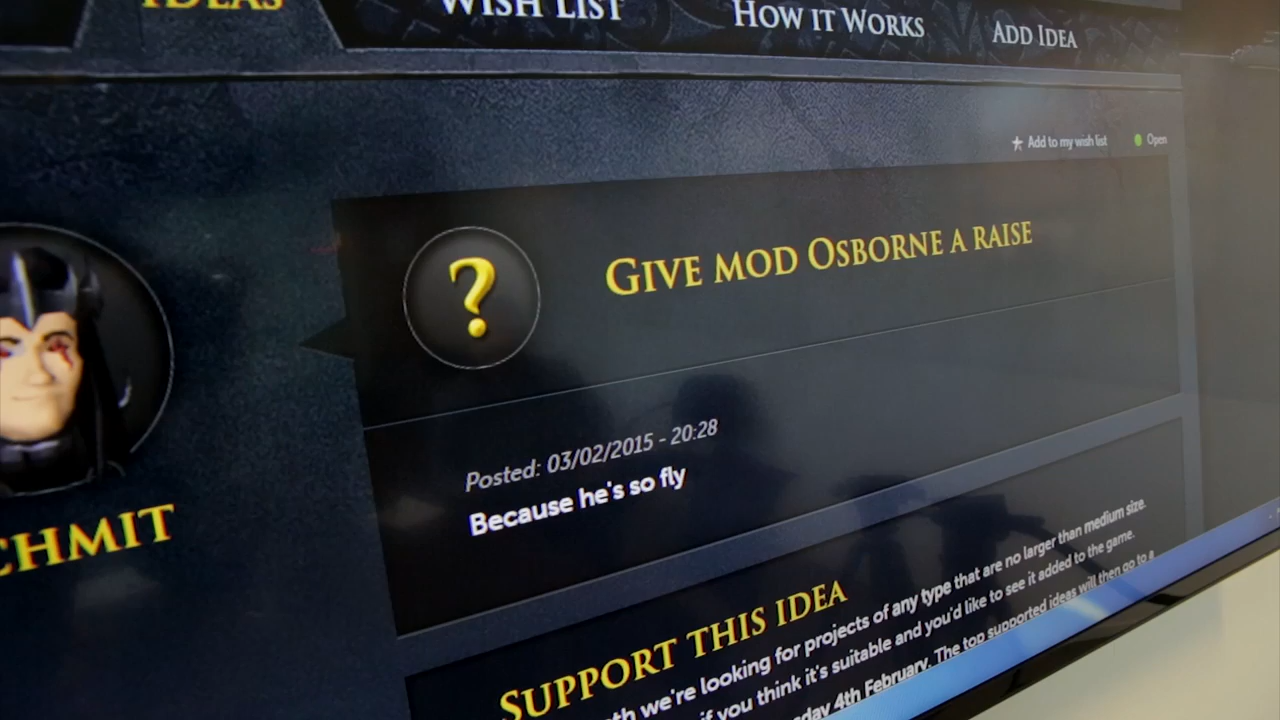 IDEAS
WISH LIST
HOW IT WORKS
ADD IDEA
Add to my wish list
Open
?
GIVE MOD OSBORNE A RAISE
Posted: 03/02/2015 - 20:28
Because he's so fly
CHMIT
SUPPORT THIS IDEA
we're looking for projects of any type that are no larger than medium size.
if you think it's suitable and you'd like to see it added to the game.
4th February. The top supported ideas will then go to a